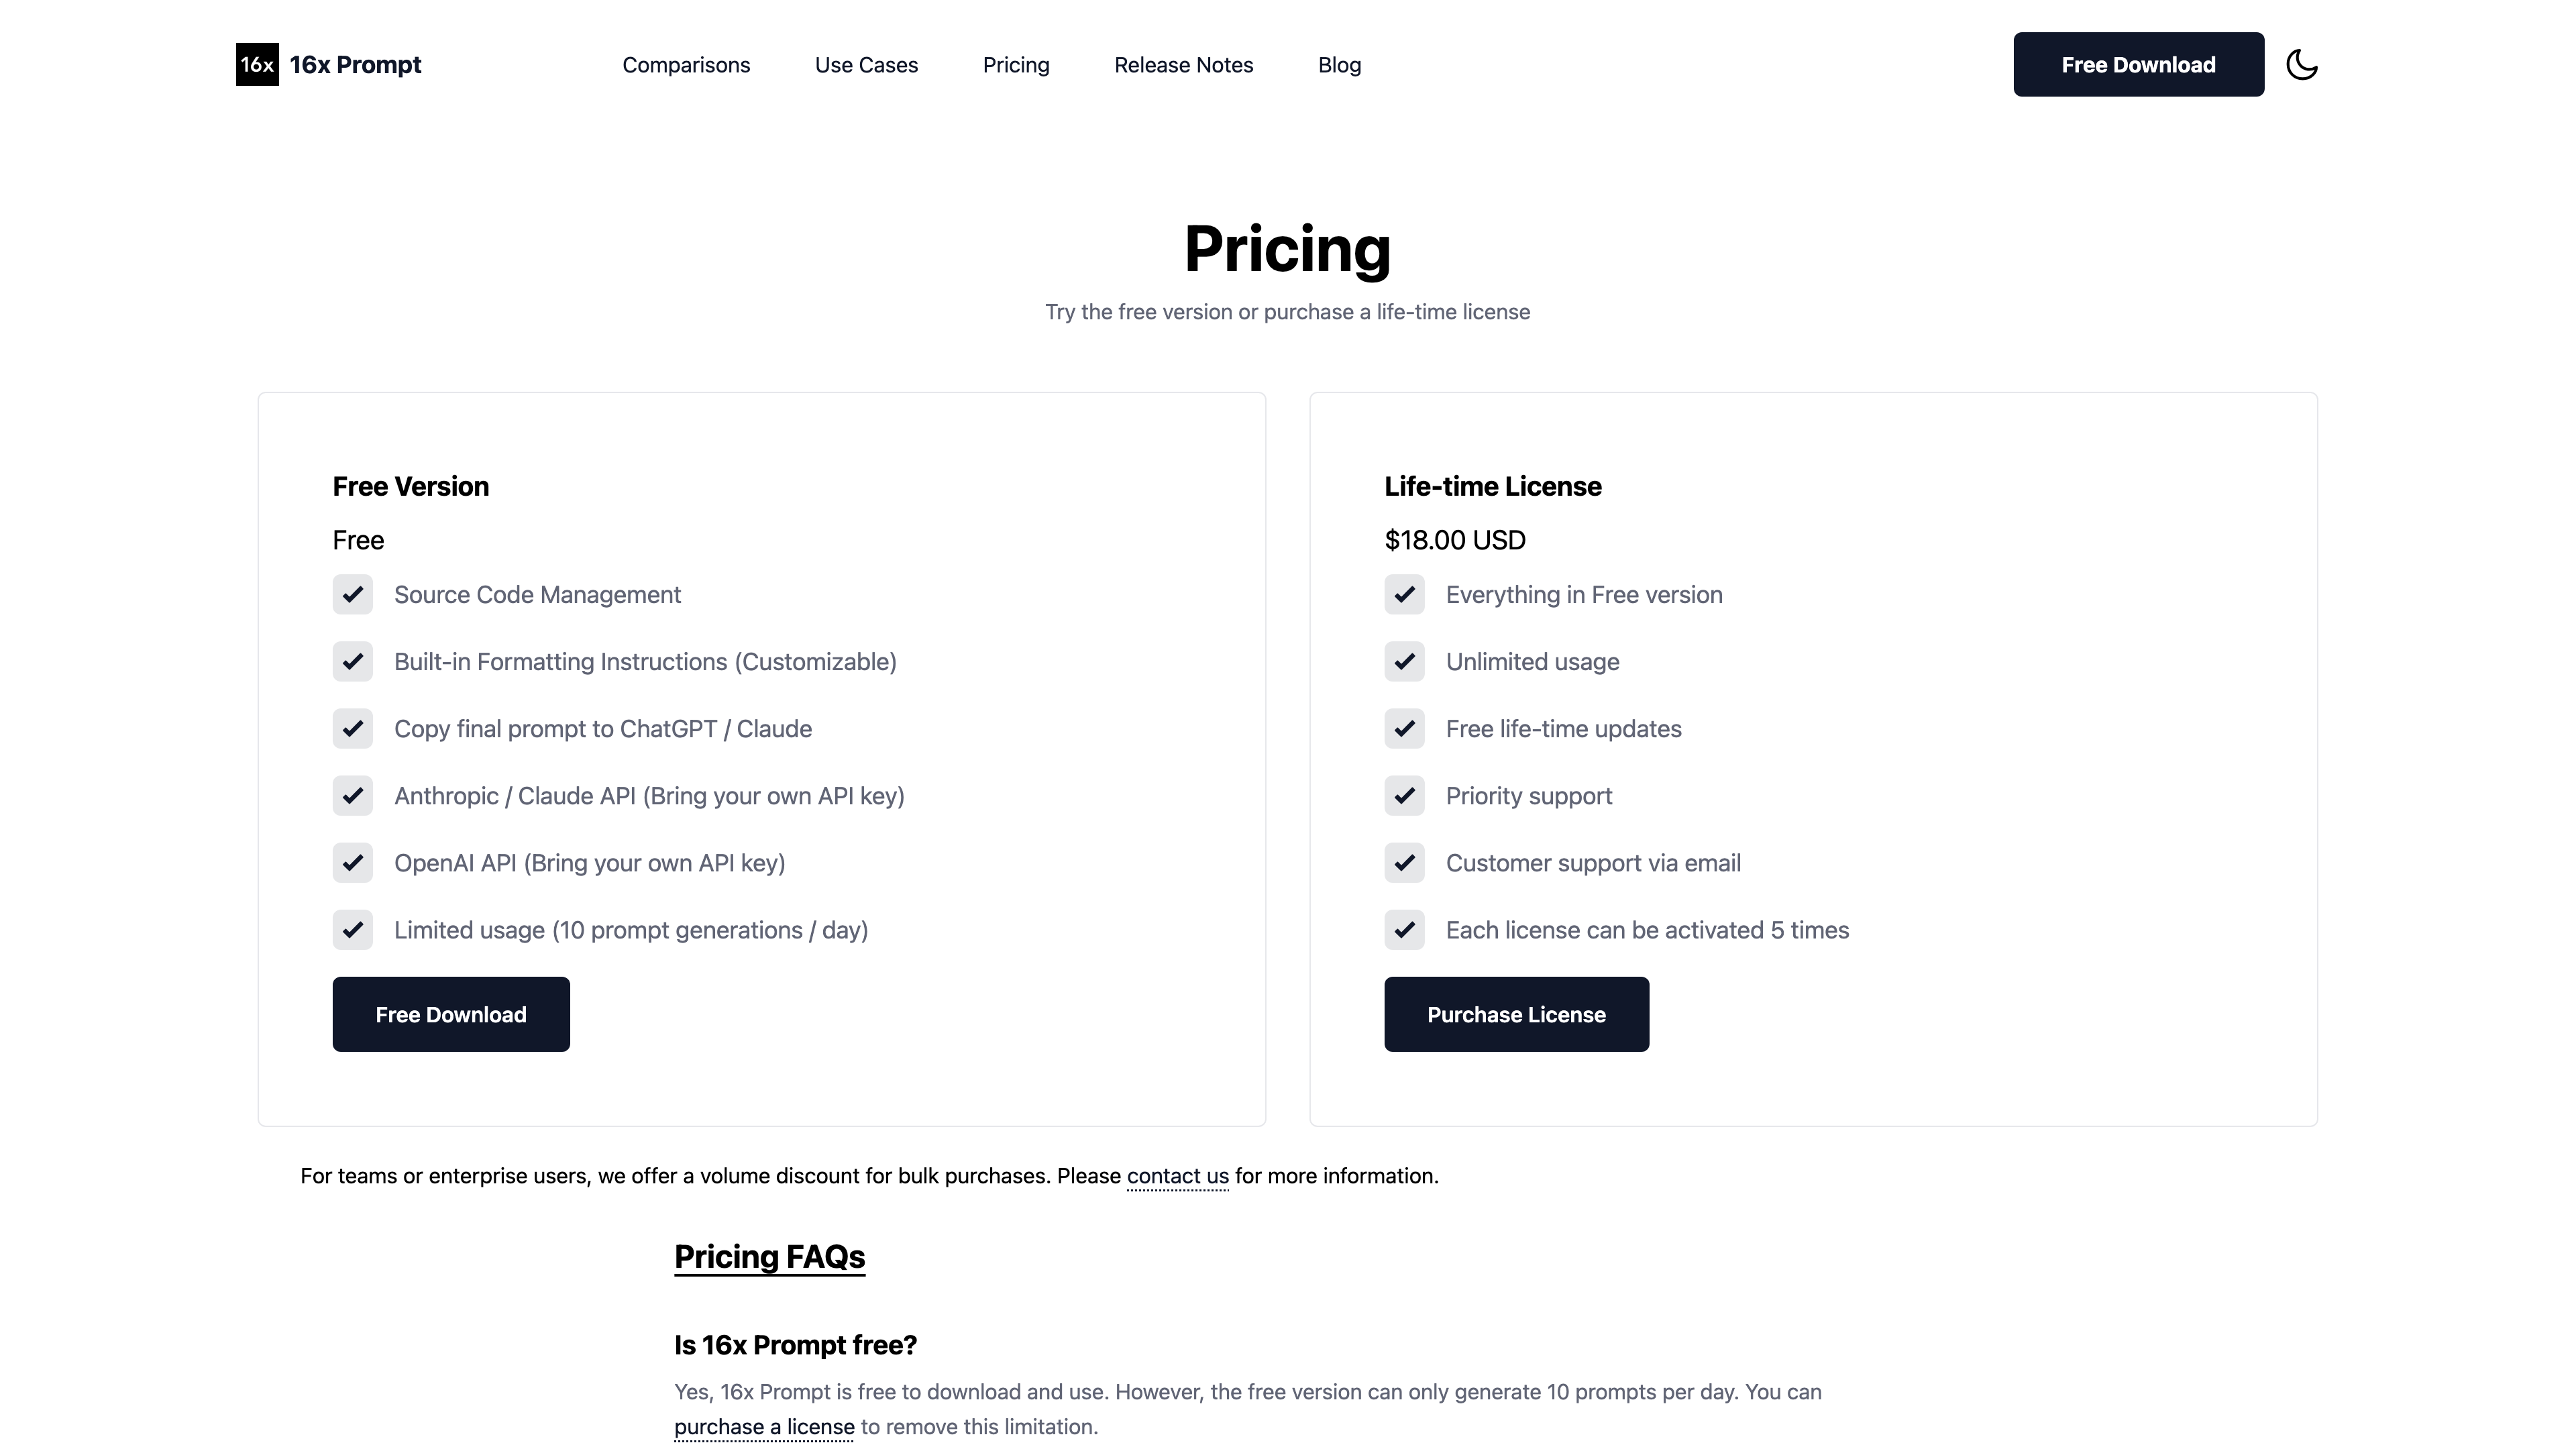 16x 16x Prompt
Comparisons
Use Cases
Pricing
Release Notes
Blog
Free Download
Pricing
Try the free version or purchase a life-time license
Free Version
Free
Source Code Management
Built-in Formatting Instructions (Customizable)
Copy final prompt to ChatGPT / Claude
Anthropic / Claude API (Bring your own API key)
OpenAI API (Bring your own API key)
Limited usage (10 prompt generations / day)
Free Download
Life-time License
$18.00 USD
Everything in Free version
Unlimited usage
Free life-time updates
Priority support
Customer support via email
Each license can be activated 5 times
Purchase License
For teams or enterprise users, we offer a volume discount for bulk purchases. Please contact us for more information.
Pricing FAQs
Is 16x Prompt free?
Yes, 16x Prompt is free to download and use. However, the free version can only generate 10 prompts per day. You can
purchase a license to remove this limitation.